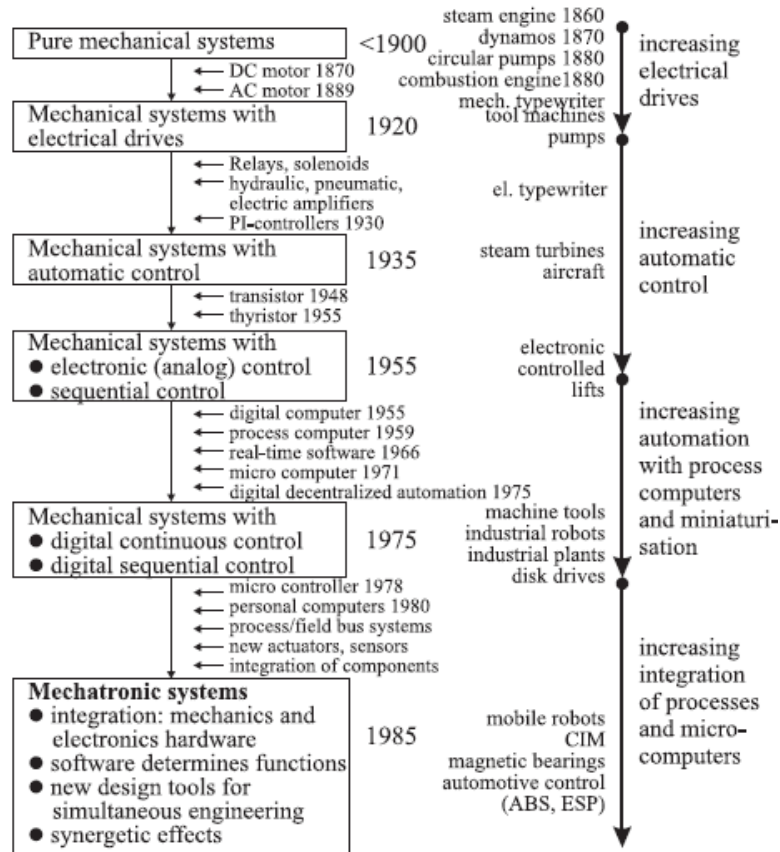 Pure mechanical systems
<1900
DC motor 1870
AC motor 1889
Mechanical systems with
electrical drives
1920
Relays, solenoids
hydraulic, pneumatic,
electric amplifiers
PI-controllers 1930
Mechanical systems with
automatic control
1935
transistor 1948
thyristor 1955
Mechanical systems with
● electronic (analog) control
● sequential control
1955
digital computer 1955
process computer 1959
real-time software 1966
micro computer 1971
digital decentralized automation 1975
Mechanical systems with
● digital continuous control
● digital sequential control
1975
micro controller 1978
personal computers 1980
process/field bus systems
new actuators, sensors
integration of components
Mechatronic systems
● integration: mechanics and
electronics hardware
● software determines functions
● new design tools for
simultaneous engineering
● synergetic effects
1985
steam engine 1860
dynamos 1870
circular pumps 1880
combustion engine1880
mech. typewriter
tool machines
pumps
el. typewriter
steam turbines
aircraft
electronic
controlled
lifts
machine tools
industrial robots
industrial plants
disk drives
mobile robots
CIM
magnetic bearings
automotive control
(ABS, ESP)
increasing
electrical
drives
increasing
automatic
control
increasing
automation
with process
computers
and miniaturi-
sation
increasing
integration
of processes
and micro-
computers